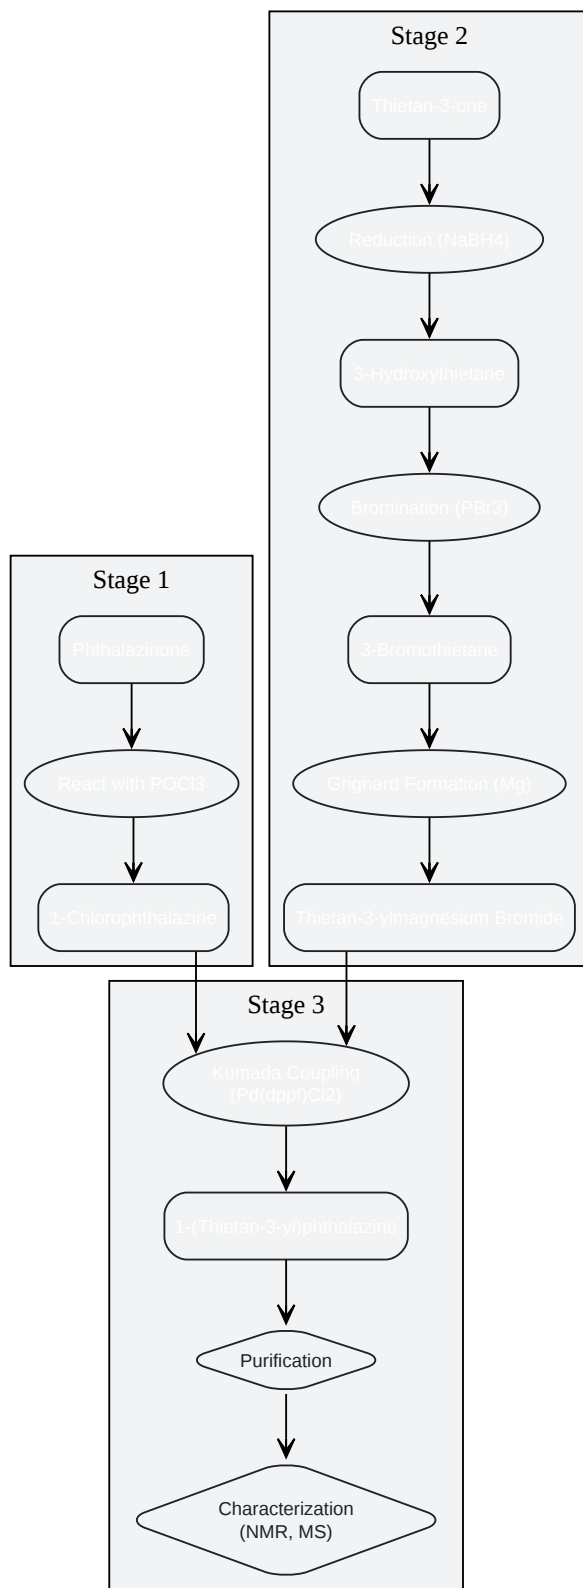 Stage 2
Thietan-3-one
Reduction (NaBH4)
3-Hydroxythietane
Bromination (PBr3)
3-Bromothietane
Grignard Formation (Mg)
Thietan-3-ylmagnesium Bromide
Stage 1
Phthalazinone
React with POCl3
1-Chlorophthalazine
Stage 3
Kumada Coupling
(Pd(dppf)Cl2)
1-(Thietan-3-yl)phthalazine
Purification
Characterization
(NMR, MS)